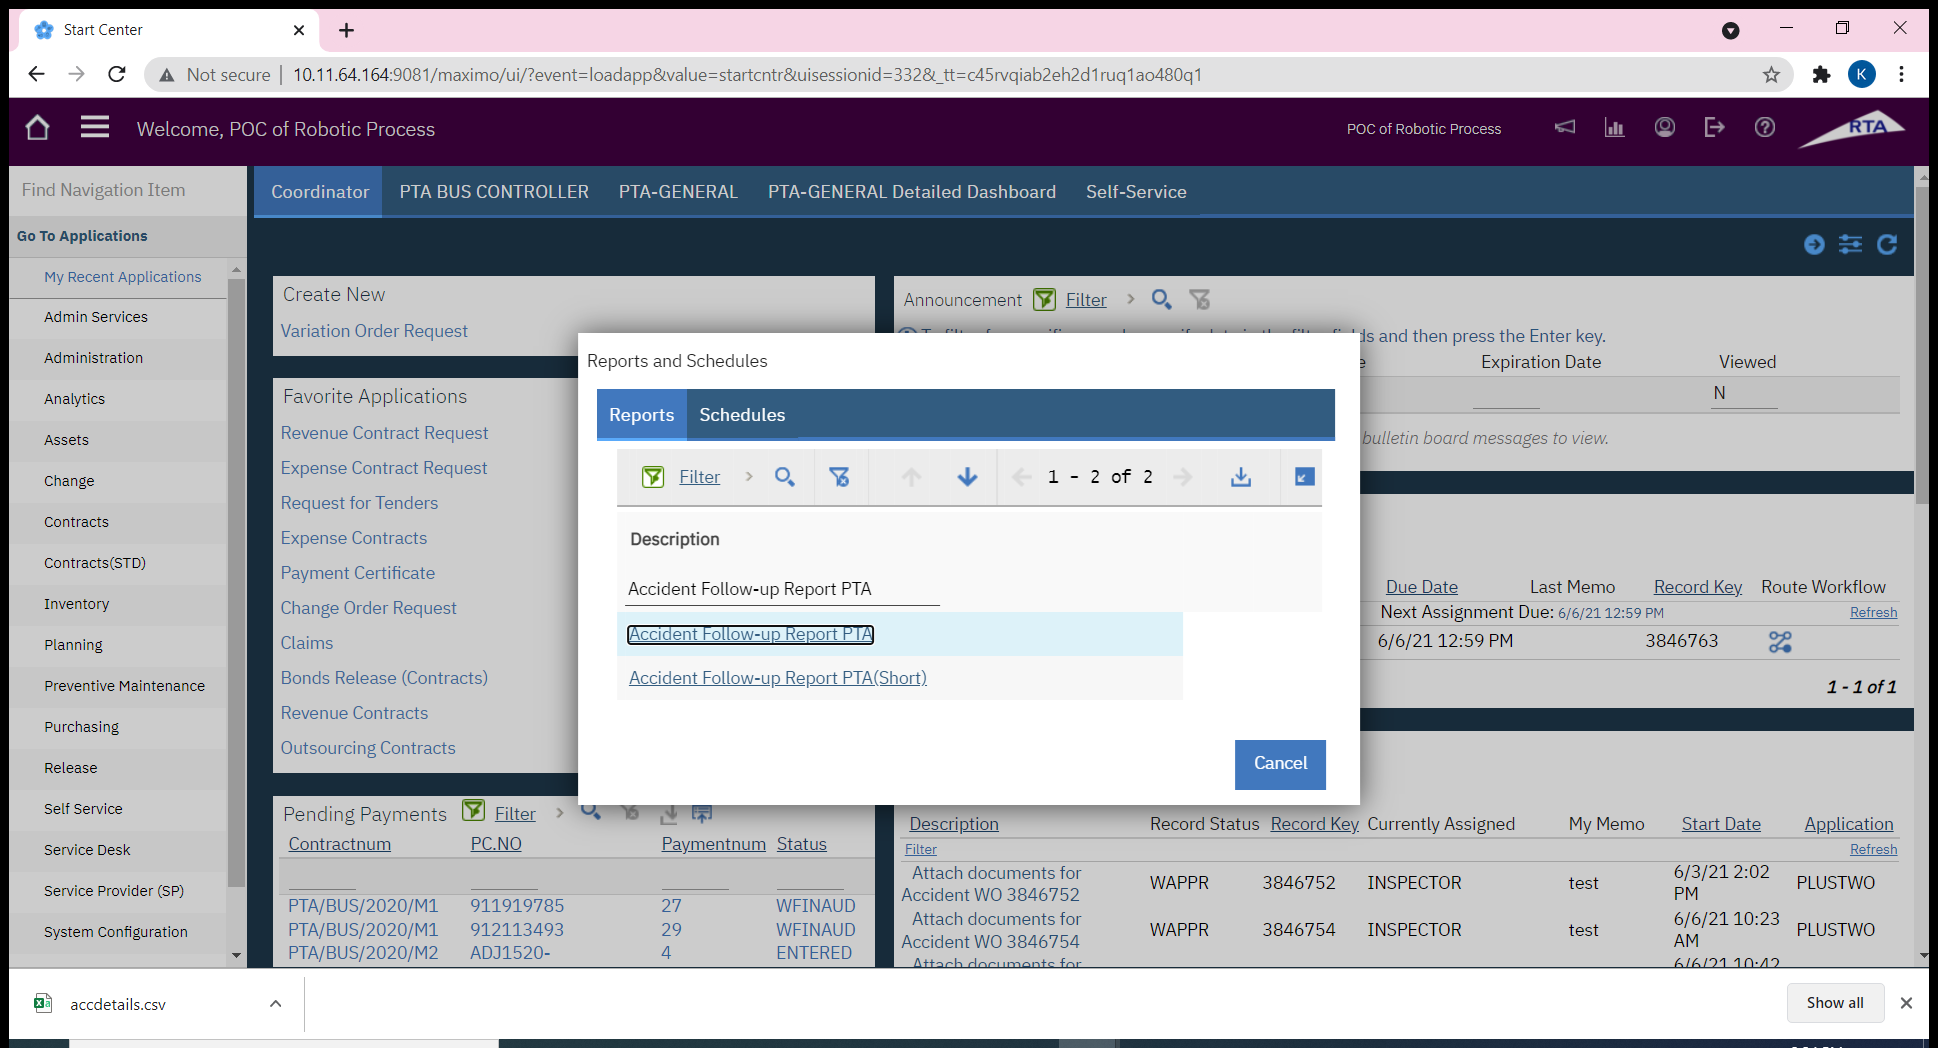 Start Center
Not secure | 10.11.64.164:9081/maximo/ui/?event=loadapp&value=startcntr&uisessionid=332&_tt=c45rvqiab2eh2d1ruq1ao480q1
K
Welcome, POC of Robotic Process
POC of Robotic Process
RTA
Find Navigation Item
Go To Applications
My Recent Applications
Admin Services
Administration
Analytics
Assets
Change
Contracts
Contracts(STD)
Inventory
Planning
Preventive Maintenance
Purchasing
Release
Self Service
Service Desk
Service Provider (SP)
System Configuration
Coordinator PTA BUS CONTROLLER PTA-GENERAL PTA-GENERAL Detailed Dashboard Self-Service
Create New
Variation Order Request
Favorite Applications
Revenue Contract Request
Expense Contract Request
Request for Tenders
Expense Contracts
Payment Certificate
Change Order Request
Claims
Bonds Release (Contracts)
Revenue Contracts
Outsourcing Contracts
Pending Payments Filter
Contractnum PC.NO Paymentnum Status
PTA/BUS/2020/M1 911919785 27 WFINAUD
PTA/BUS/2020/M1 912113493 29 WFINAUD
PTA/BUS/2020/M2 ADJ1520- 4 ENTERED
Announcement Filter
and then press the Enter key.
Expiration Date Viewed
N
bulletin board messages to view.
Reports and Schedules
Reports Schedules
Filter 1 - 2 of 2
Description
Accident Follow-up Report PTA
Accident Follow-up Report PTA
Accident Follow-up Report PTA(Short)
Cancel
Due Date Last Memo Record Key Route Workflow
Next Assignment Due: 6/6/21 12:59 PM Refresh
6/6/21 12:59 PM 3846763
1 - 1 of 1
Description Record Status Record Key Currently Assigned My Memo Start Date Application
Filter Refresh
Attach documents for Accident WO 3846752 WAPPR 3846752 INSPECTOR test 6/3/21 2:02 PM PLUSTWO
Attach documents for Accident WO 3846754 WAPPR 3846754 INSPECTOR test 6/6/21 10:23 AM PLUSTWO
Attach documents for 6/6/21 10:42
accdetails.csv
Show all